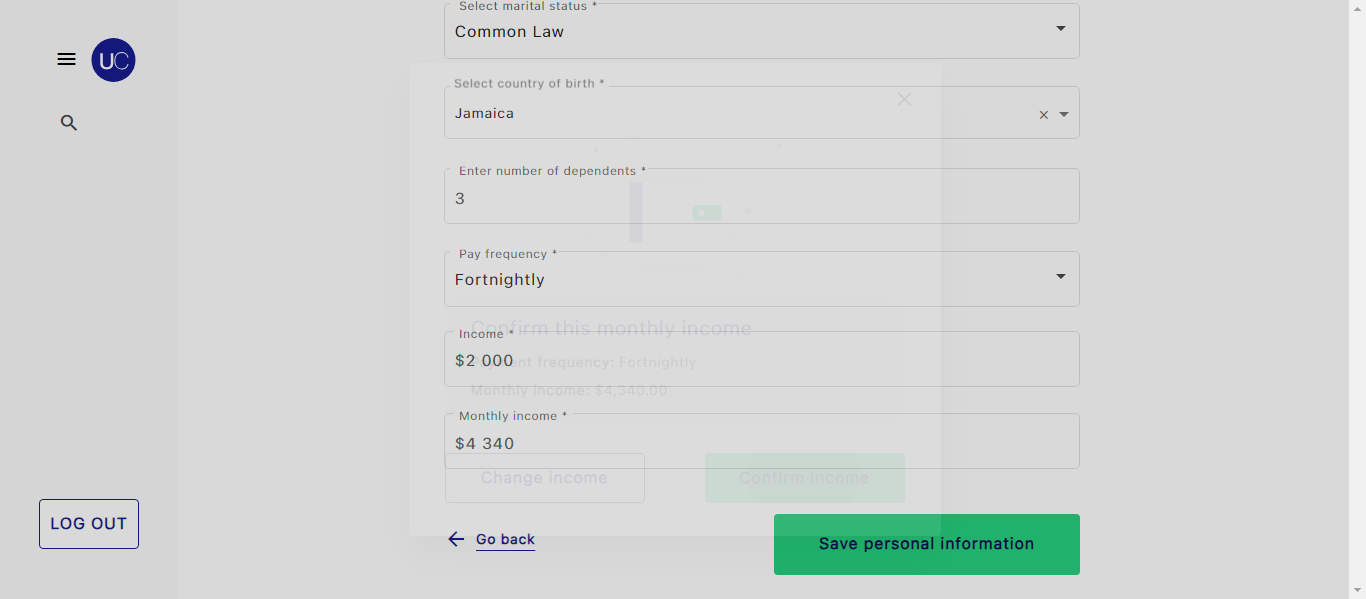 Select marital status *
Common Law
UC
Select country of birth *
Jamaica
Enter number of dependents *
3
Pay frequency *
Fortnightly
Confirm this monthly income
Income *
$2 000
Payment frequency: Fortnightly
Monthly income: $4,340.00
Monthly income *
$4 340
Change income
Confirm income
LOG OUT
Go back
Save personal information